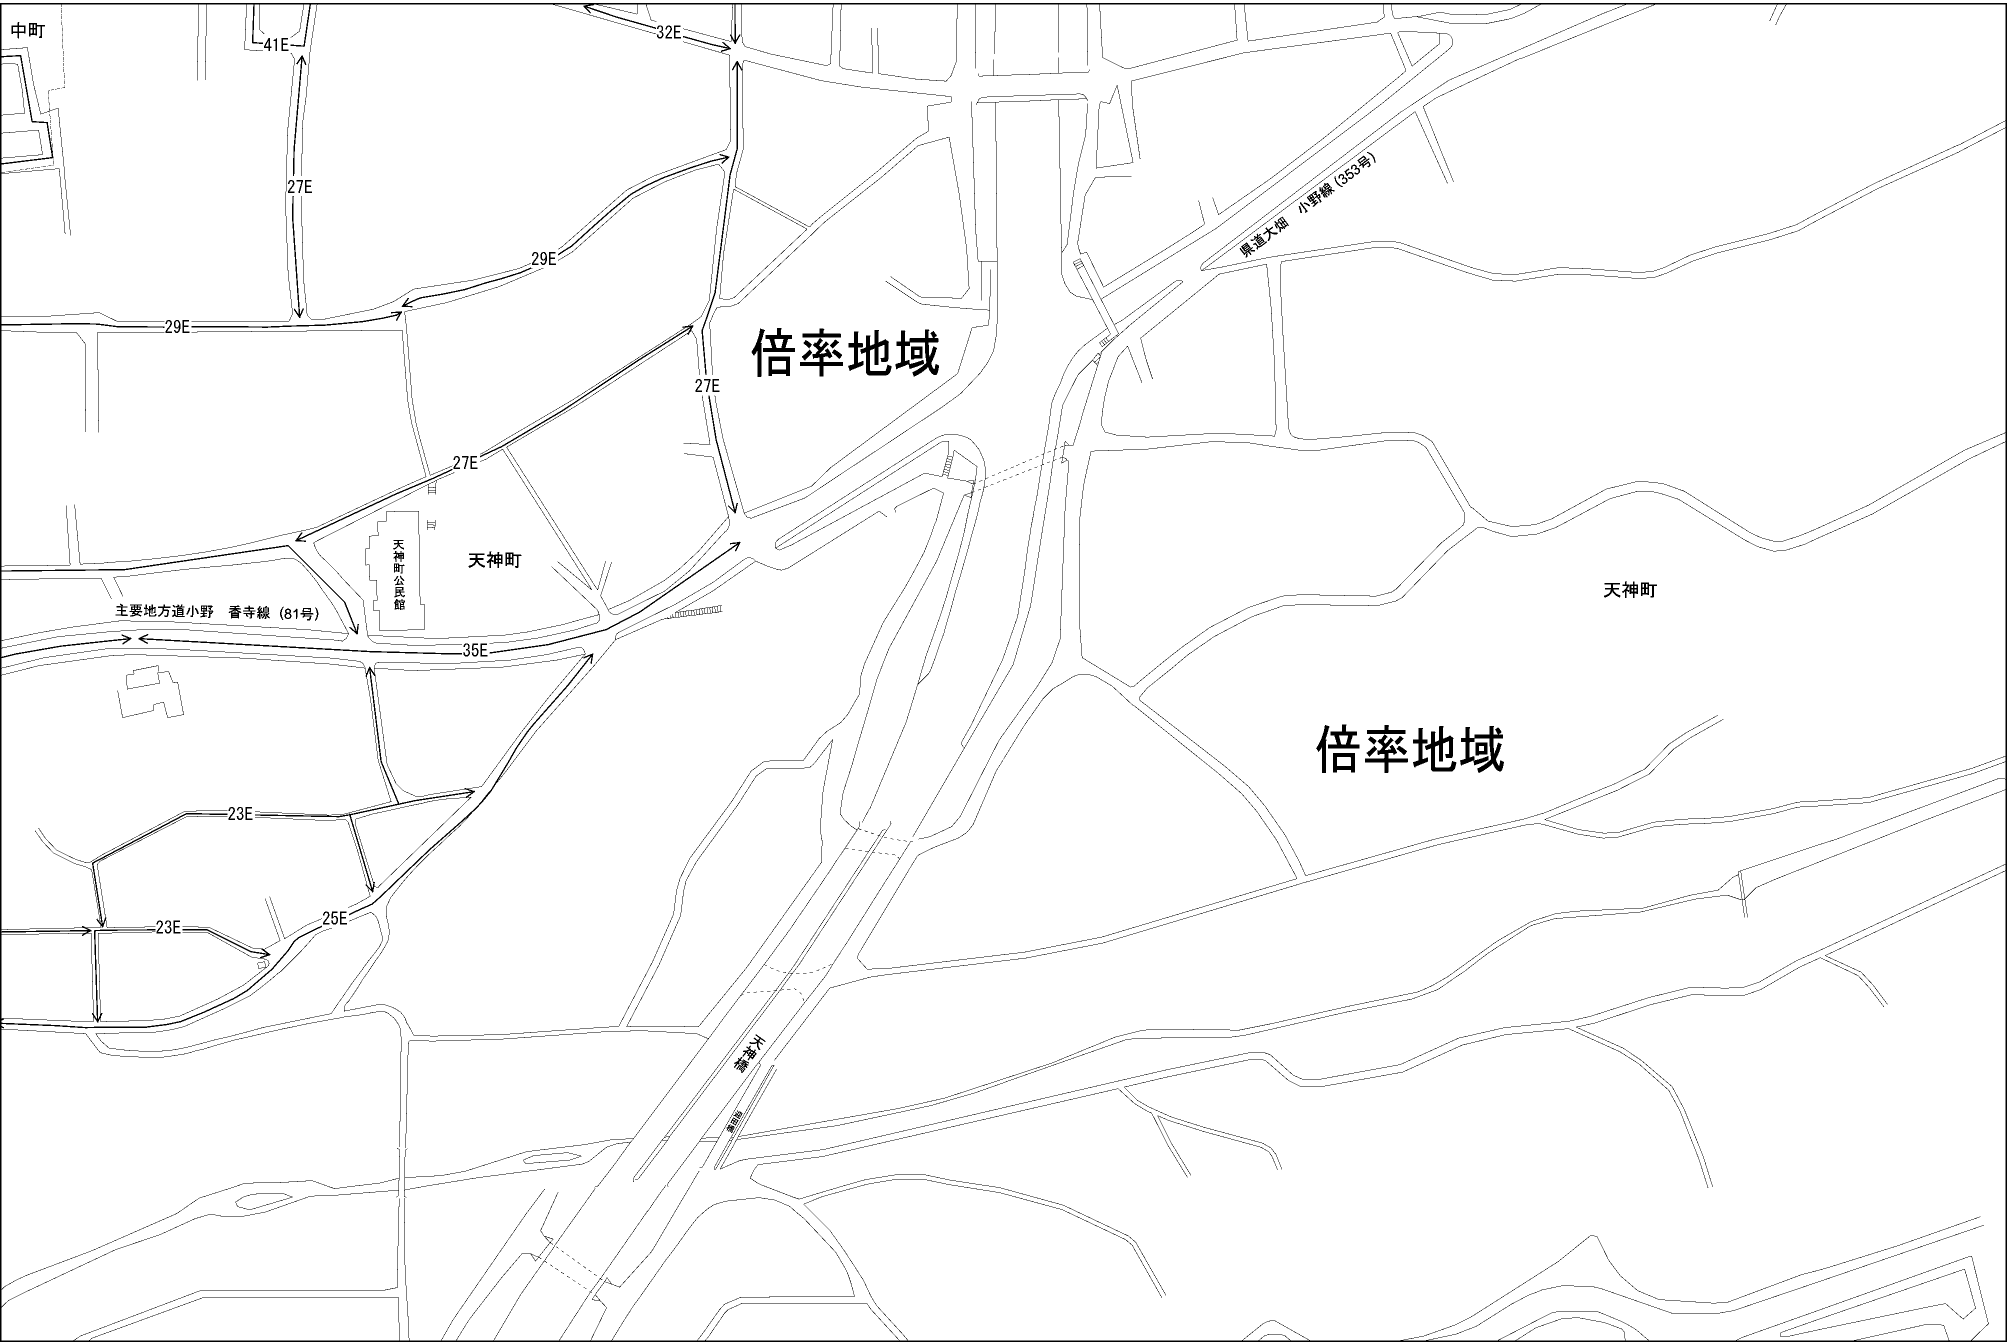 中町
41E
32E
27E
県道大畑　小野線 (353号)
29E
29E
倍率地域
27E
27E
天神町公民館
天神町
天神町
主要地方道小野　香寺線 (81号)
35E
倍率地域
23E
25E
23E
天神橋